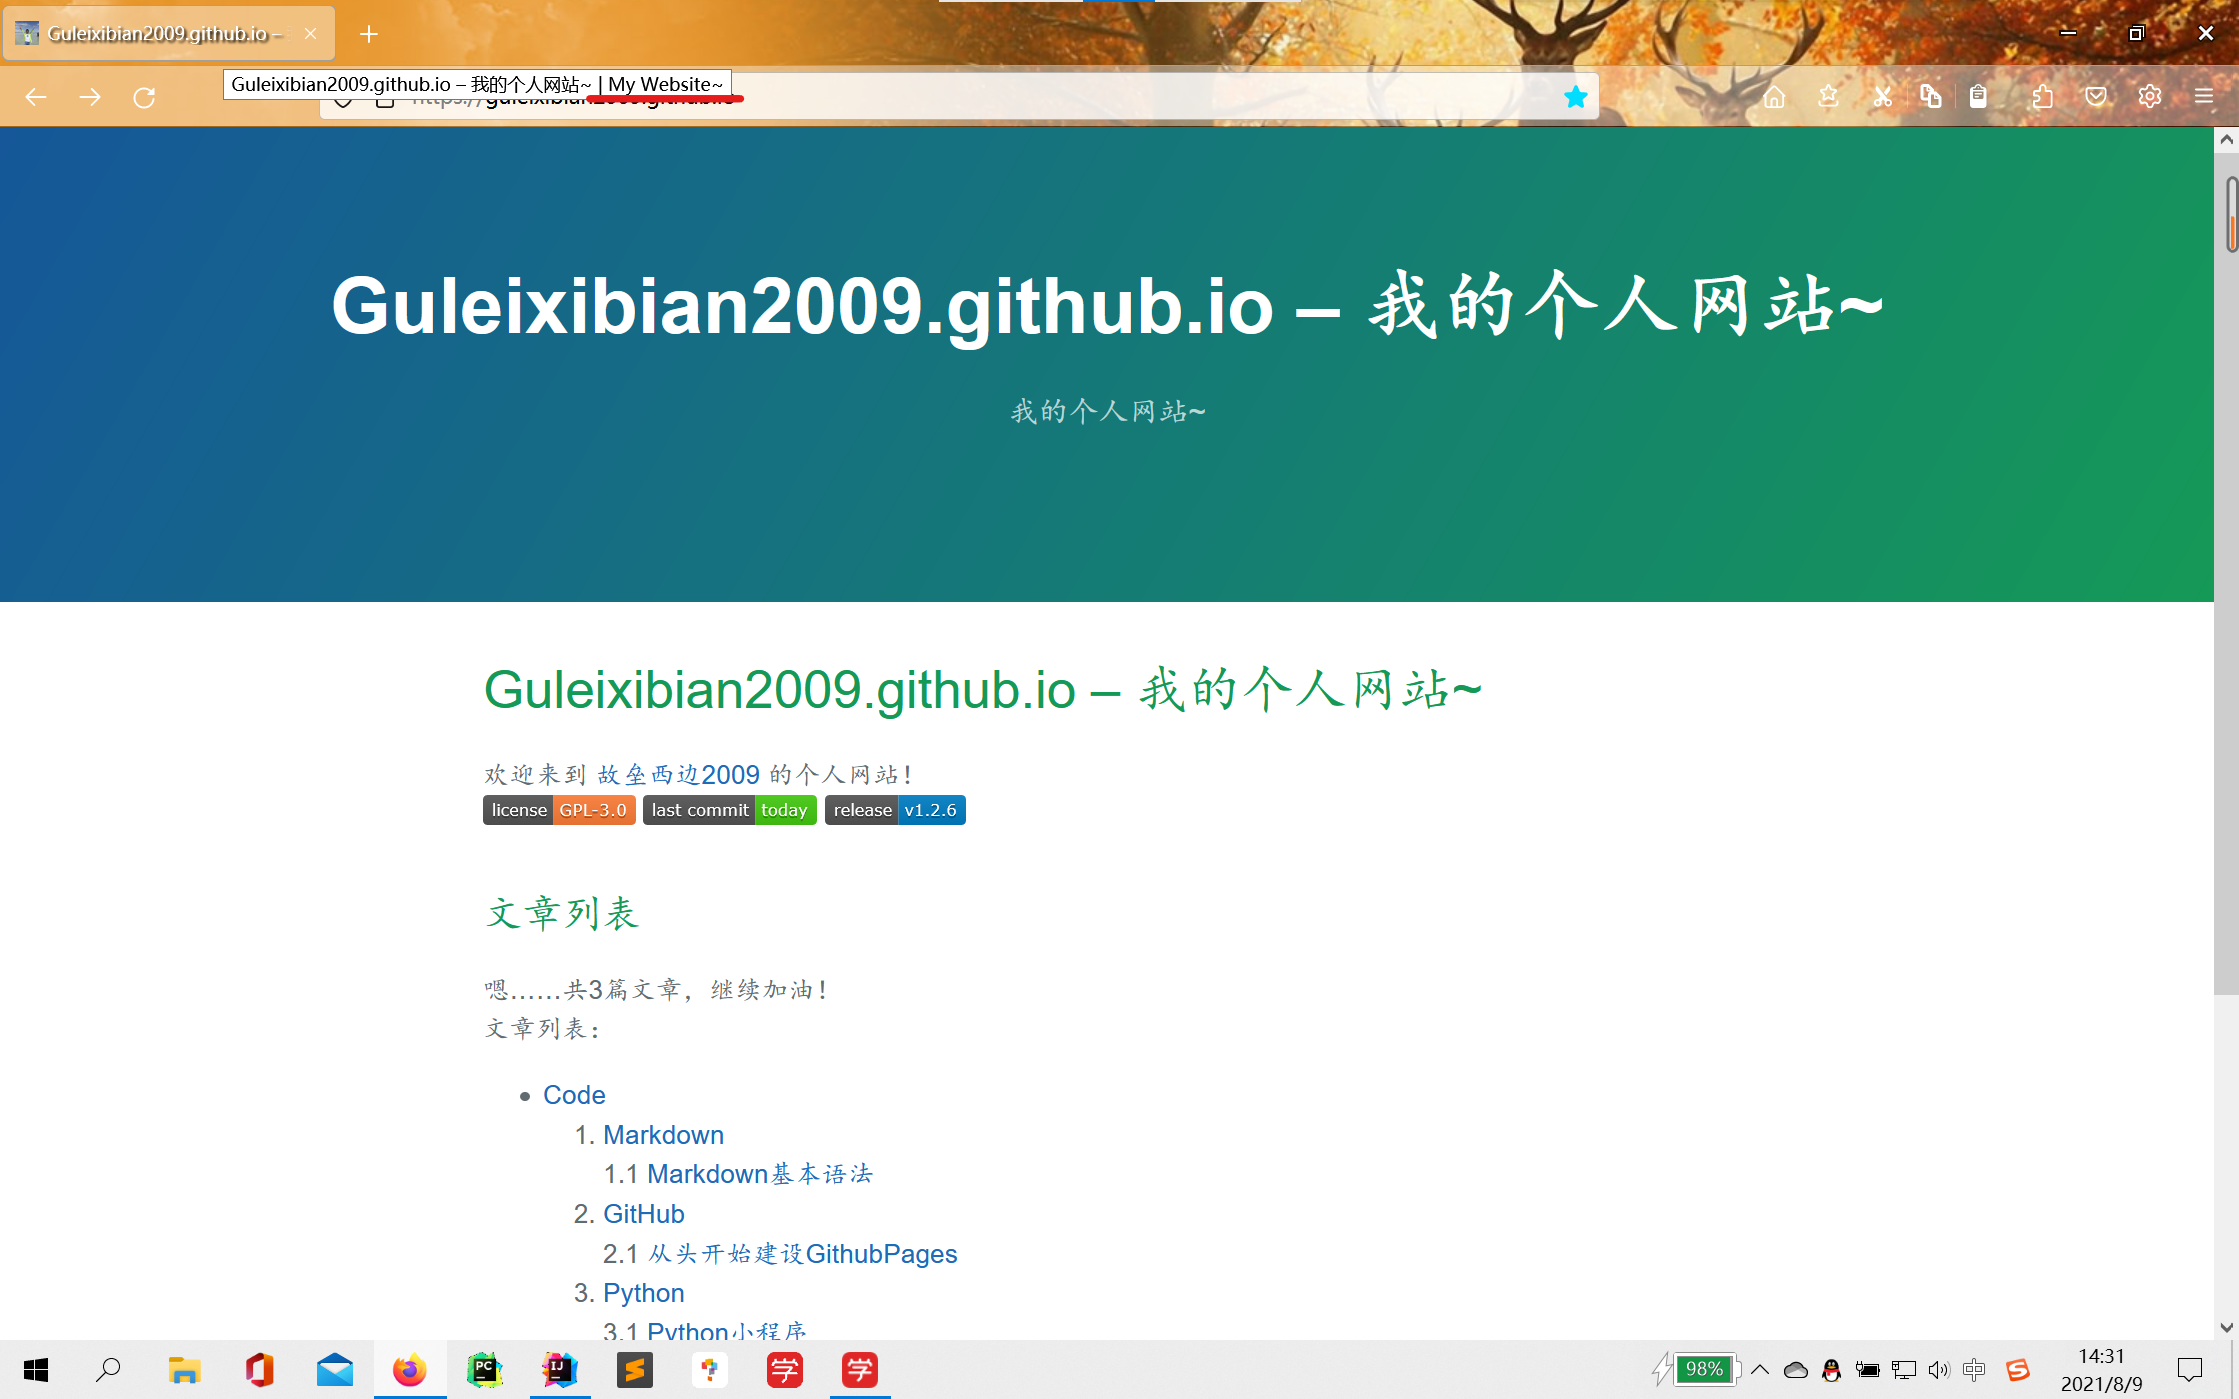 Guleixibian2009.github.io –
Guleixibian2009.github.io – 我的个人网站~ | My Website~
Guleixibian2009.github.io – 我的个人网站~
我的个人网站~
Guleixibian2009.github.io – 我的个人网站~
欢迎来到 故垒西边2009 的个人网站！
license GPL-3.0 last commit today release v1.2.6
文章列表
嗯……共3篇文章，继续加油！
文章列表：
Code
1. Markdown
1.1 Markdown基本语法
2. GitHub
2.1 从头开始建设GithubPages
3. Python
3.1 Python小程序
PC IJ 学 学 98% 中 14:31
2021/8/9